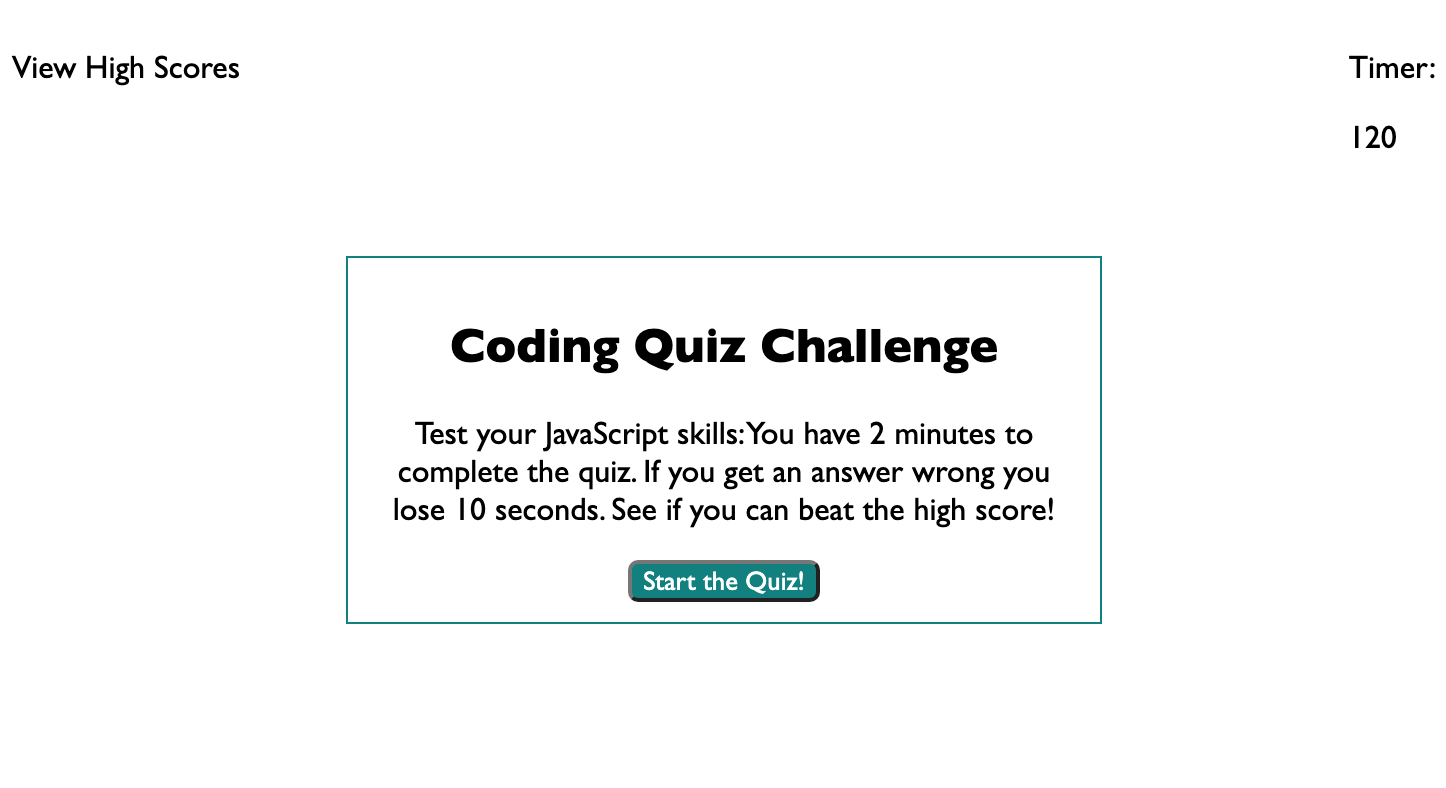 View High Scores
Timer:
120
Coding Quiz Challenge
Test your JavaScript skills: You have 2 minutes to
complete the quiz. If you get an answer wrong you
lose 10 seconds. See if you can beat the high score!
Start the Quiz!